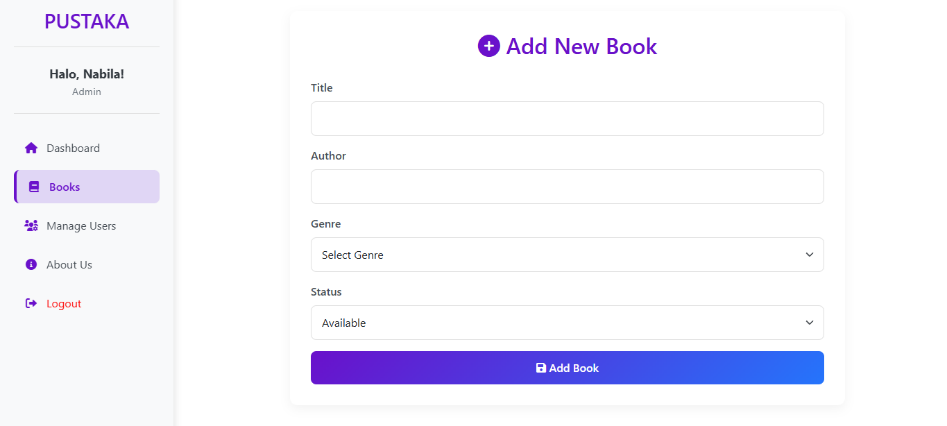 PUSTAKA
Halo, Nabila!
Admin
Dashboard
Books
Manage Users
About Us
Logout
Add New Book
Title
Author
Genre
Select Genre
Status
Available
Add Book